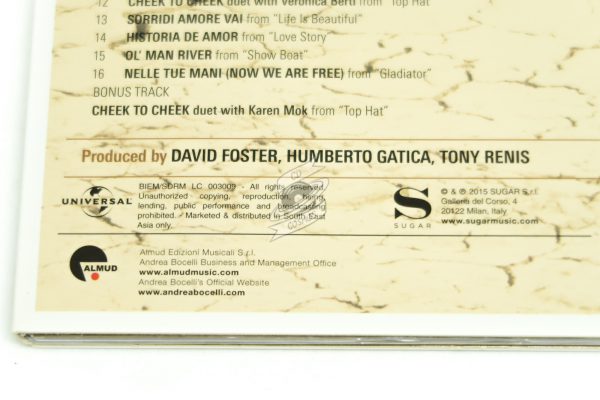 12 CHEEK TO CHEEK duet with Veronica Berti from "Top Hat"
13 SORRIDI AMORE VAI from "Life Is Beautiful"
14 HISTORIA DE AMOR from "Love Story"
15 OL' MAN RIVER from "Show Boat"
16 NELLE TUE MANI (NOW WE ARE FREE) from "Gladiator"
BONUS TRACK
CHEEK TO CHEEK duet with Karen Mok from "Top Hat"
Produced by DAVID FOSTER, HUMBERTO GATICA, TONY RENIS
UNIVERSAL
BIEM/SDRM LC 003009 - All rights reserved.
Unauthorized copying, reproduction, hiring,
lending, public performance and broadcasting
prohibited. - Marketed & distributed in South East
Asia only.
S
SUGAR
© & ℗ 2015 SUGAR S.r.l.
Galleria del Corso, 4
20122 Milan, Italy
www.sugarmusic.com
ALMUD
Almud Edizioni Musicali S.r.l.
Andrea Bocelli Business and Management Office
www.almudmusic.com
Andrea Bocelli's Official Website
www.andreabocelli.com